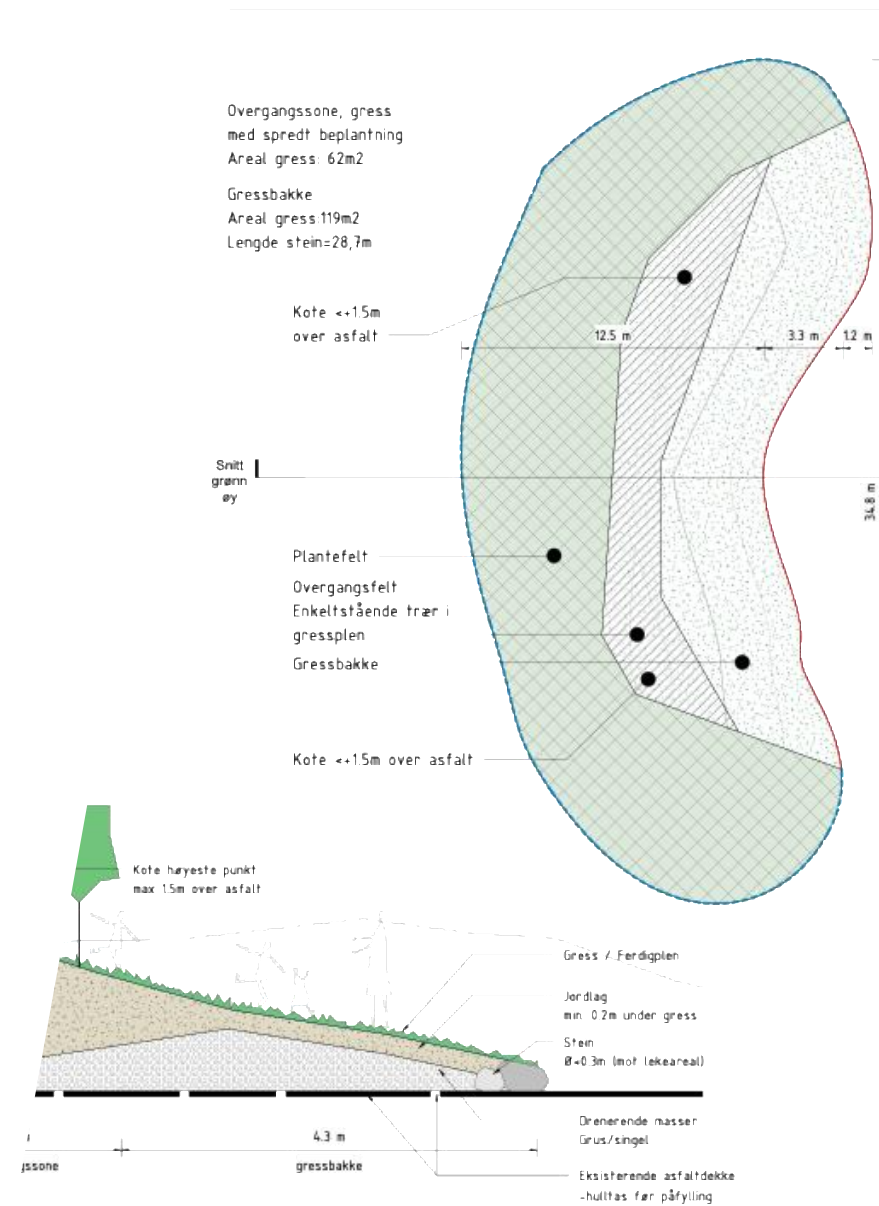 Overgangssone, gress
med spredt beplantning
Areal gress: 62m2
Gressbakke
Areal gress:119m2
Lengde stein=28,7m
Kote <+1.5m
over asfalt
12.5 m
3.3 m
1.2 m
Snitt
grønn
øy
34.8 m
Plantefelt
Overgangsfelt
Enkeltstående trær i
gressplen
Gressbakke
Kote <+1.5m over asfalt
Kote høyeste punkt
max 1.5m over asfalt
Gress / Ferdigplen
Jordlag
min. 0.2m under gress
Stein
Ø<0.3m (mot lekeareal)
Drenerende masser
Grus/singel
4.3 m
gssone
gressbakke
Eksisterende asfaltdekke
-hulltas før påfylling